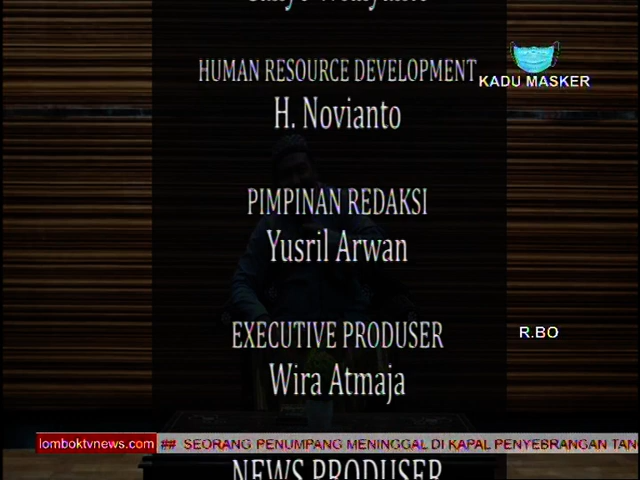 HUMAN RESOURCE DEVELOPMENT
KADU MASKER
H. Novianto
PIMPINAN REDAKSI
Yusril Arwan
EXECUTIVE PRODUSER
R.BO
Wira Atmaja
lomboktvnews.com ## SEORANG PENUMPANG MENINGGAL DI KAPAL PENYEBRANGAN TAN
NEWS PRODUSER